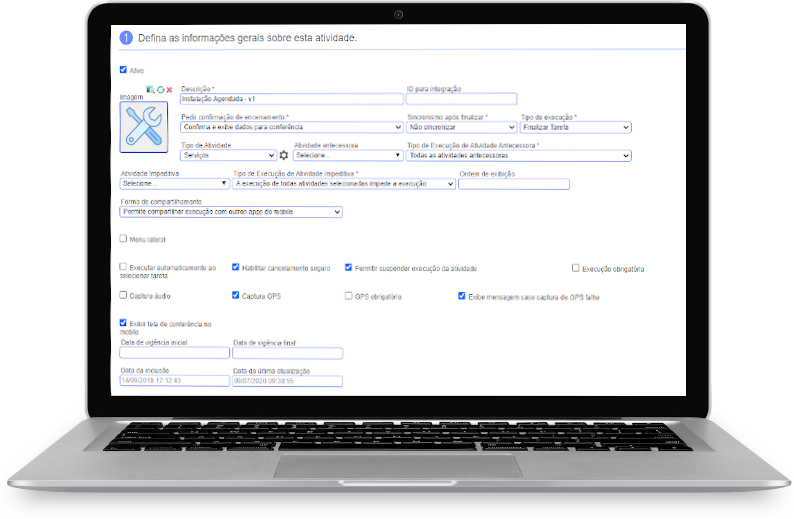 1 Defina as informações gerais sobre esta atividade.
Ativo
Imagem
Descrição *
ID para integração
Instalação Agendada - v1
Pedir confirmação de encerramento *
Sincronismo após finalizar *
Tipo de execução *
Confirma e exibe dados para conferência
Não sincronizar
Finalizar Tarefa
Tipo de Atividade
Atividade antecessora
Tipo de Execução de Atividade Antecessora *
Serviços
Selecione...
Todas as atividades antecessoras
Atividade Impeditiva
Tipo de Execução de Atividade Impeditiva *
Ordem de exibição
Selecione...
A execução de todas atividades selecionadas impede a execução
Forma de compartilhamento
Permite compartilhar execução com outros apps do mobile
Menu lateral
Executar automaticamente ao
selecionar tarefa
Habilitar cancelamento seguro
Permitir suspender execução da atividade
Execução obrigatória
Captura áudio
Captura GPS
GPS obrigatório
Exibe mensagem caso captura de GPS falhe
Exibir tela de conferência no
mobile
Data de vigência inicial
Data de vigência final
Data da inclusão
Data da última atualização
14/09/2018 17:12:43
09/07/2020 09:39:55